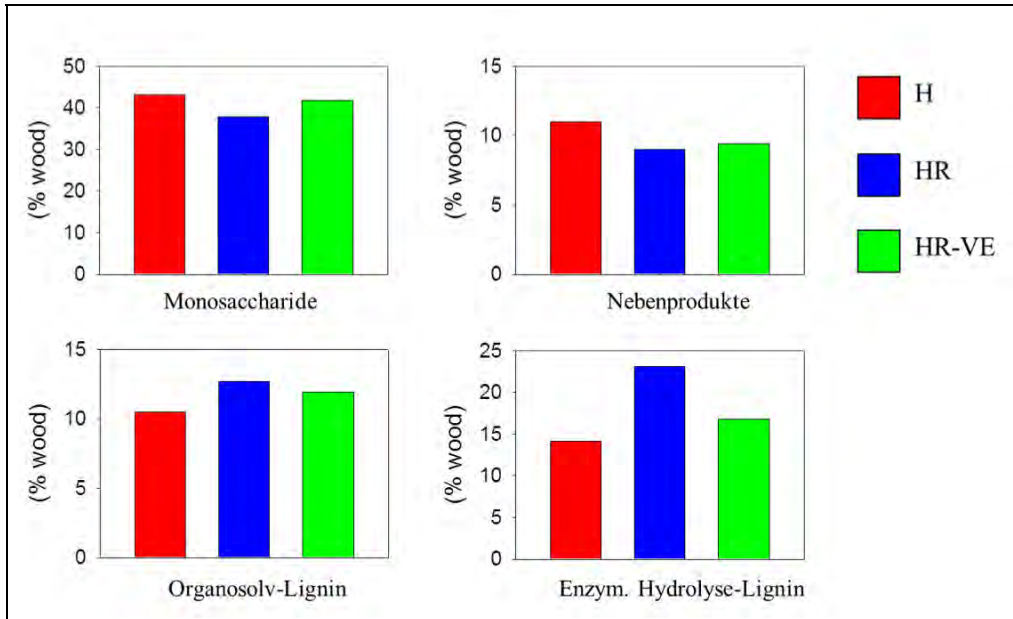 50
40
30
20
10
0
(% wood)
Monosaccharide
15
10
5
0
(% wood)
Nebenprodukte
H
HR
HR-VE
15
10
5
0
(% wood)
Organosolv-Lignin
25
20
15
10
5
0
(% wood)
Enzym. Hydrolyse-Lignin